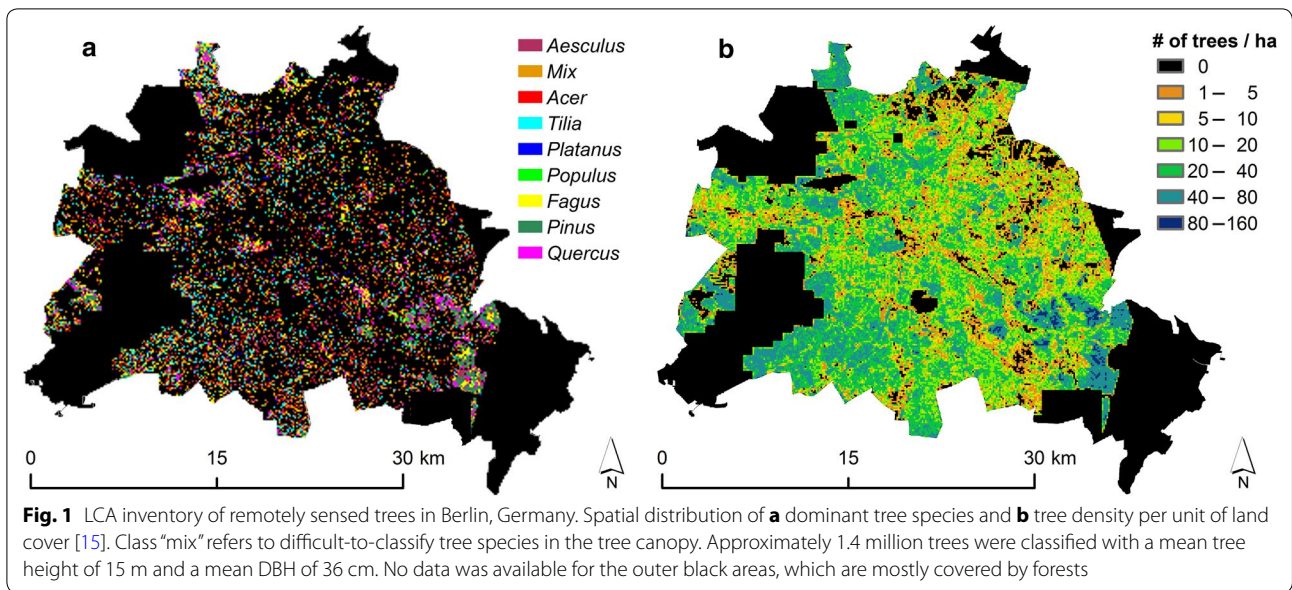 a
Aesculus
Mix
Acer
Tilia
Platanus
Populus
Fagus
Pinus
Quercus
0 15 30 km
N
b
# of trees / ha
0
1 – 5
5 – 10
10 – 20
20 – 40
40 – 80
80 – 160
0 15 30 km
N
Fig. 1 LCA inventory of remotely sensed trees in Berlin, Germany. Spatial distribution of a dominant tree species and b tree density per unit of land
cover [15]. Class “mix” refers to difficult-to-classify tree species in the tree canopy. Approximately 1.4 million trees were classified with a mean tree
height of 15 m and a mean DBH of 36 cm. No data was available for the outer black areas, which are mostly covered by forests